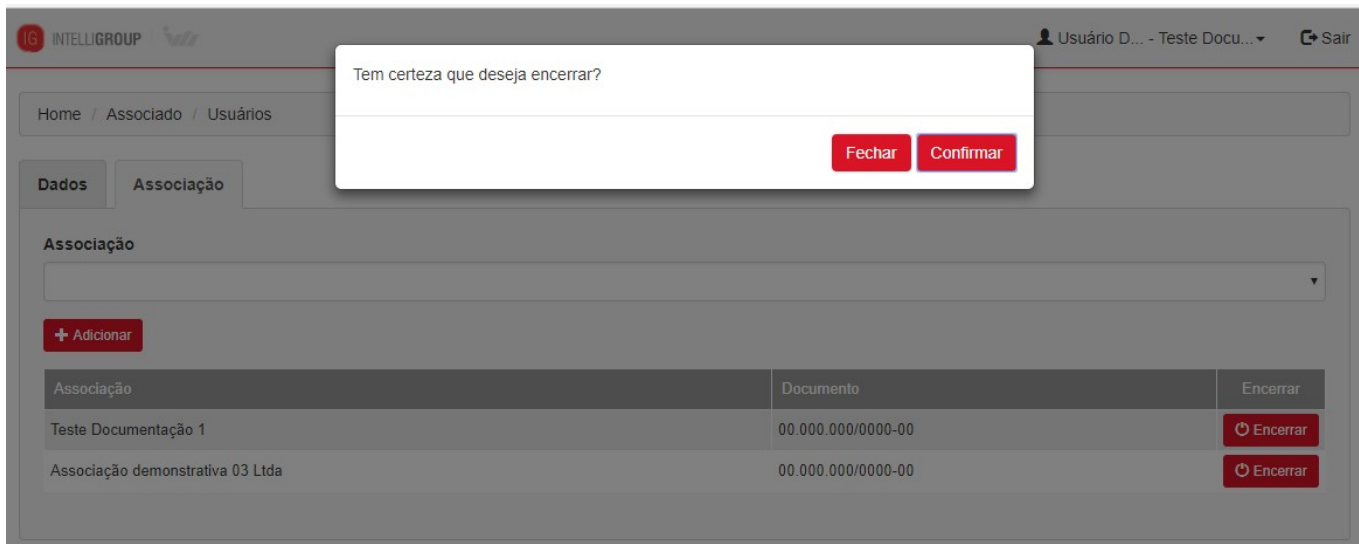 IG INTELLIGROUP
Usuário D... - Teste Docu...
Sair
Tem certeza que deseja encerrar?
Home / Associado / Usuários
Fechar
Confirmar
Dados
Associação
Associação
Adicionar
Associação Documento Encerrar
Teste Documentação 1 00.000.000/0000-00 Encerrar
Associação demonstrativa 03 Ltda 00.000.000/0000-00 Encerrar